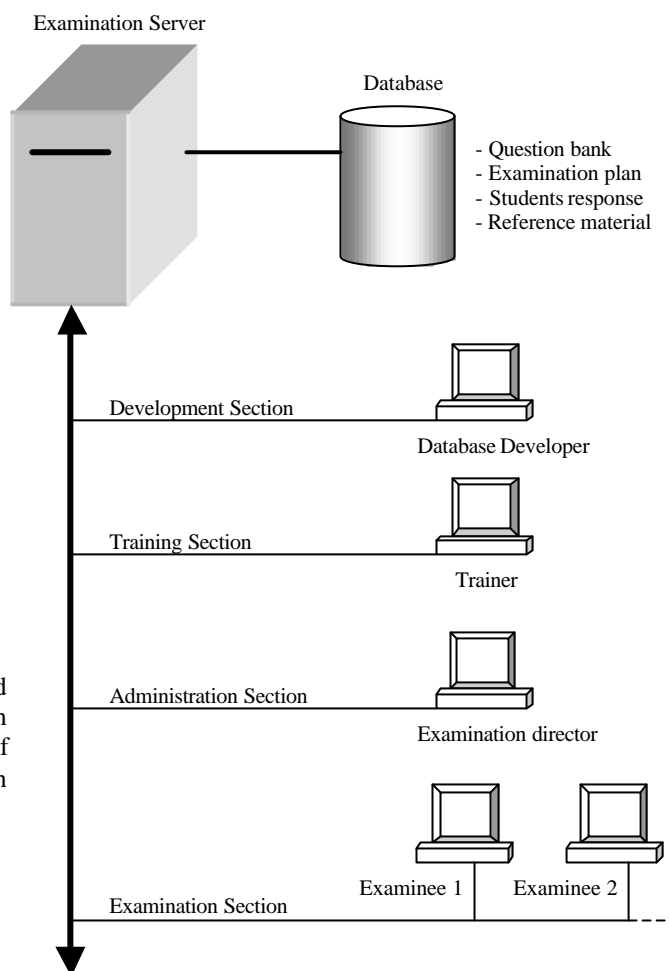 Examination Server
Database
- Question bank
- Examination plan
- Students response
- Reference material
Development Section
Database Developer
Training Section
Trainer
d
n
f
n
Administration Section
Examination director
Examinee 1 Examinee 2
Examination Section